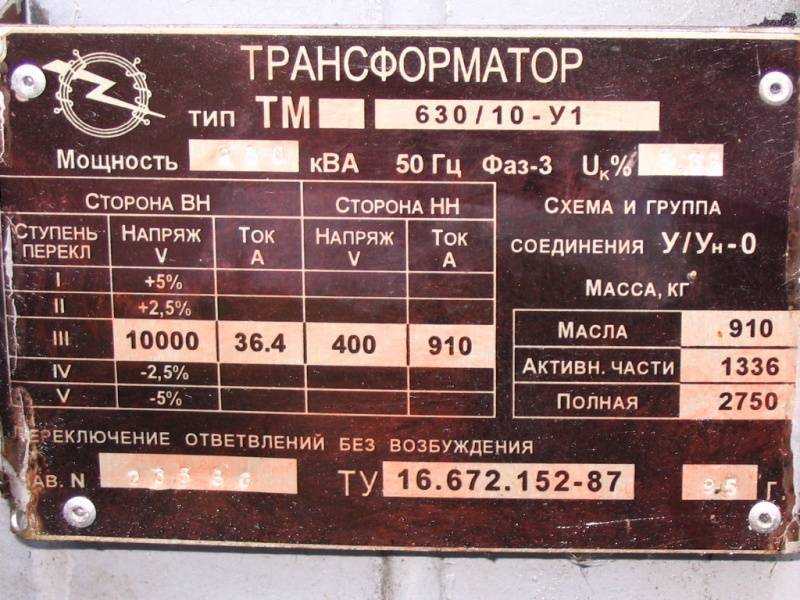 ТРАНСФОРМАТОР
ТИП ТМ 630/10-У1
Мощность кВА 50 Гц Фаз-3 Uк%
СТОРОНА ВН СТОРОНА НН
СТУПЕНЬ ПЕРЕКЛ НАПРЯЖ V ТОК А НАПРЯЖ V ТОК А
I +5%
II +2,5%
III 10000 36.4 400 910
IV -2,5%
V -5%
СХЕМА И ГРУППА
СОЕДИНЕНИЯ У/Ун-0
МАССА, КГ
МАСЛА 910
АКТИВН. ЧАСТИ 1336
ПОЛНАЯ 2750
ПЕРЕКЛЮЧЕНИЕ ОТВЕТВЛЕНИЙ БЕЗ ВОЗБУЖДЕНИЯ
ЗАВ. N ТУ 16.672.152-87 95 Г.